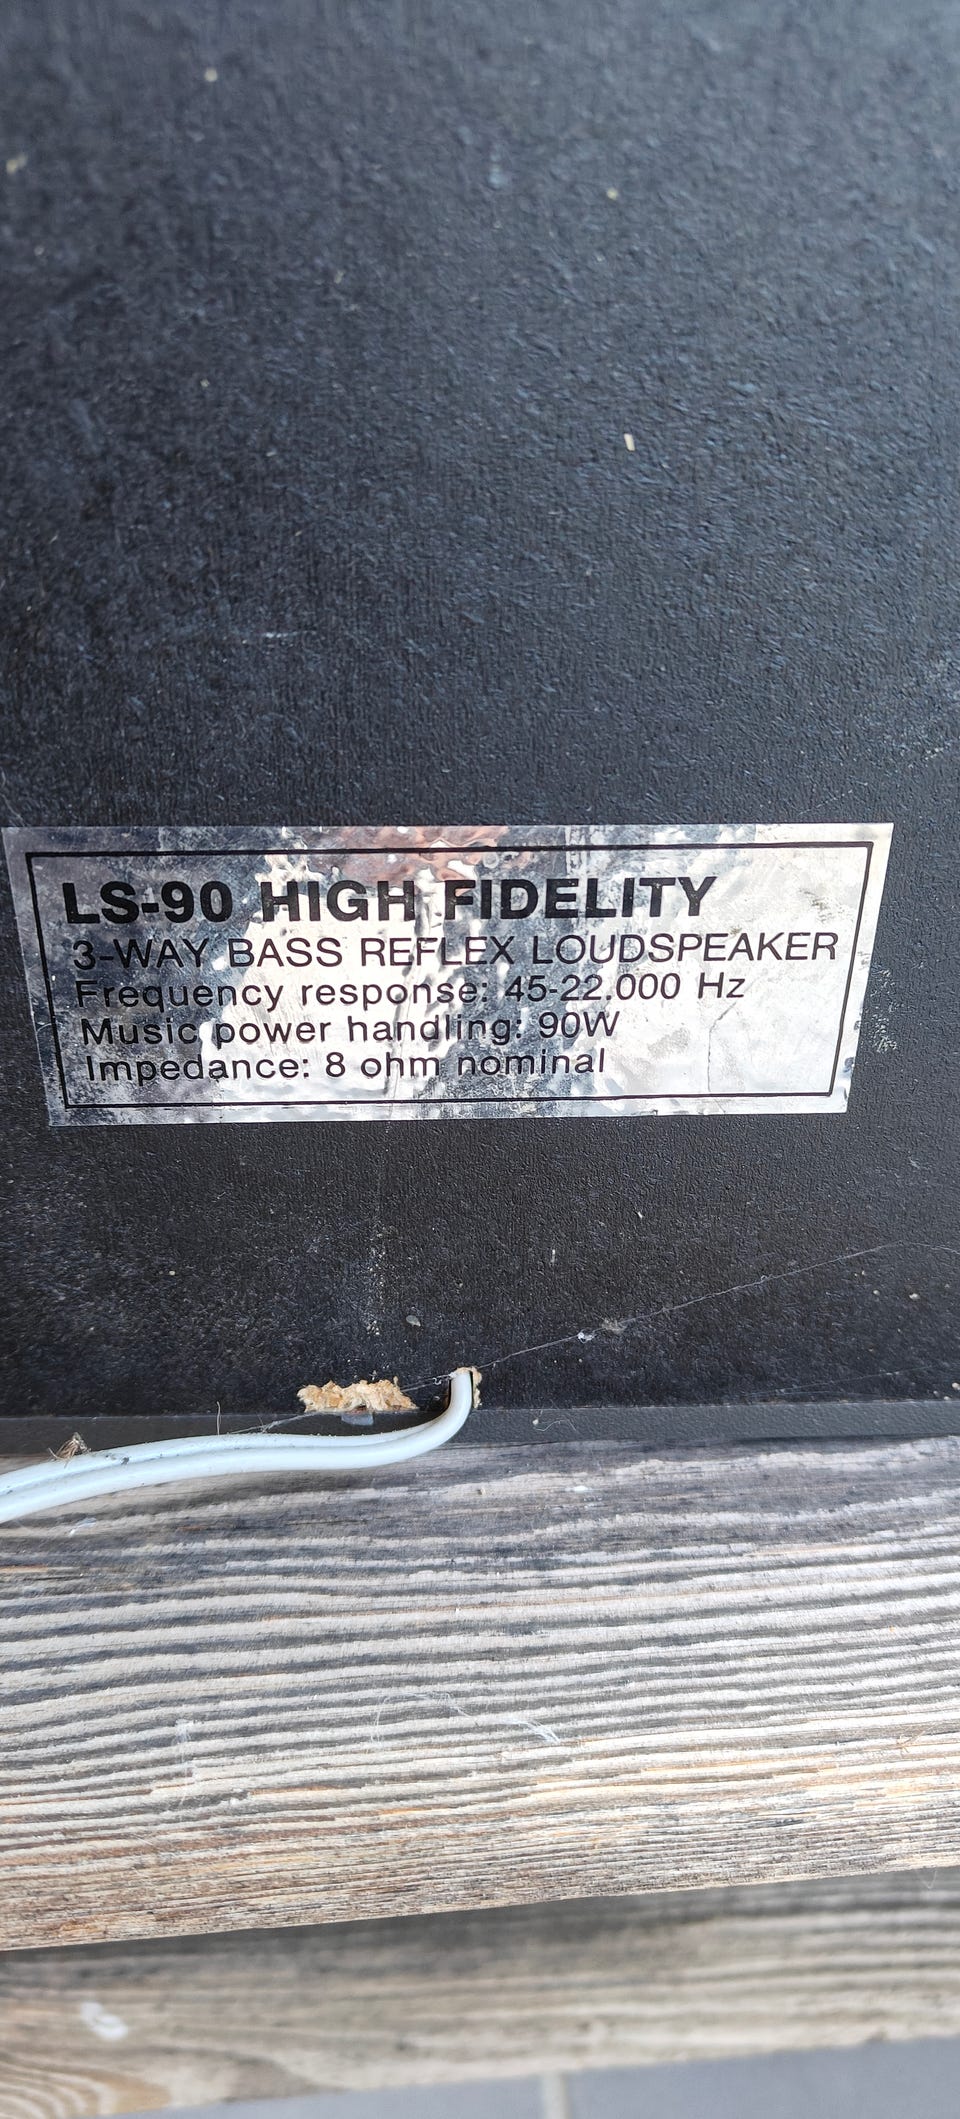 LS-90 HIGH FIDELITY
3-WAY BASS REFLEX LOUDSPEAKER
Frequency response: 45-22.000 Hz
Music power handling: 90W
Impedance: 8 ohm nominal